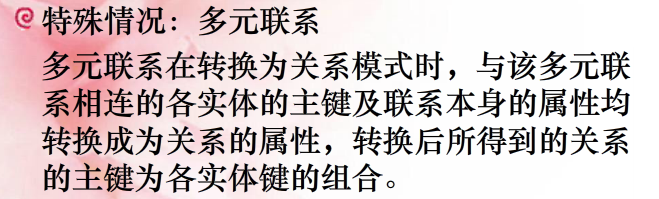 特殊情况：多元联系
多元联系在转换为关系模式时，与该多元联
系相连的各实体的主键及联系本身的属性均
转换成为关系的属性，转换后所得到的关系
的主键为各实体键的组合。